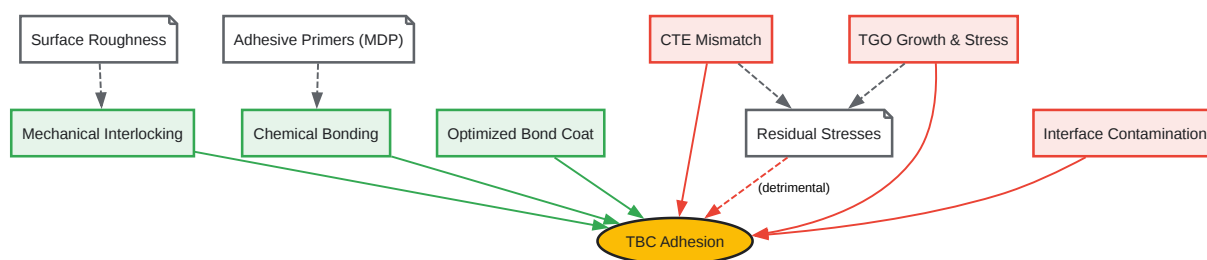 Surface Roughness
Adhesive Primers (MDP)
CTE Mismatch
TGO Growth & Stress
Mechanical Interlocking
Chemical Bonding
Optimized Bond Coat
Residual Stresses
Interface Contamination
(detrimental)
TBC Adhesion